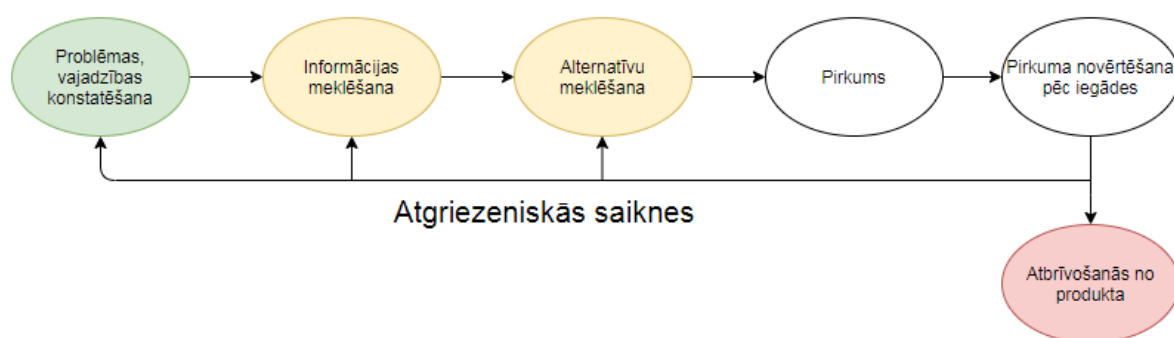 Problēmas,
vajadzības
konstatēšana
Informācijas
meklēšana
Alternatīvu
meklēšana
Pirkums
Pirkuma novērtēšana
pēc iegādes
Atgriezeniskās saiknes
Atbrīvošanās no
produkta